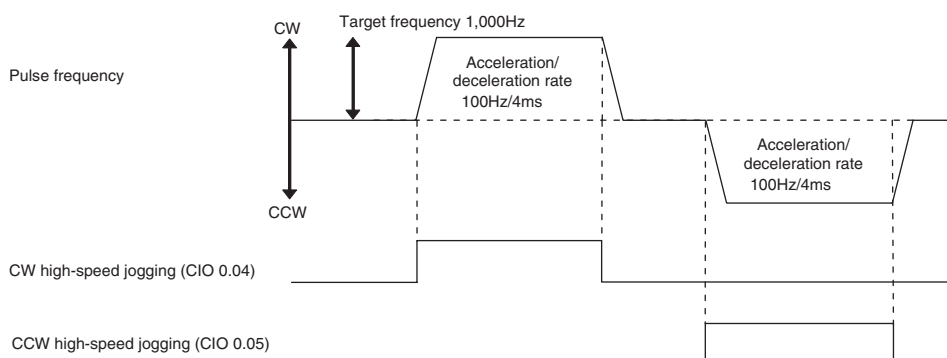 CW
Target frequency 1,000Hz
Pulse frequency
Acceleration/
deceleration rate
100Hz/4ms
Acceleration/
deceleration rate
100Hz/4ms
CCW
CW high-speed jogging (CIO 0.04)
CCW high-speed jogging (CIO 0.05)